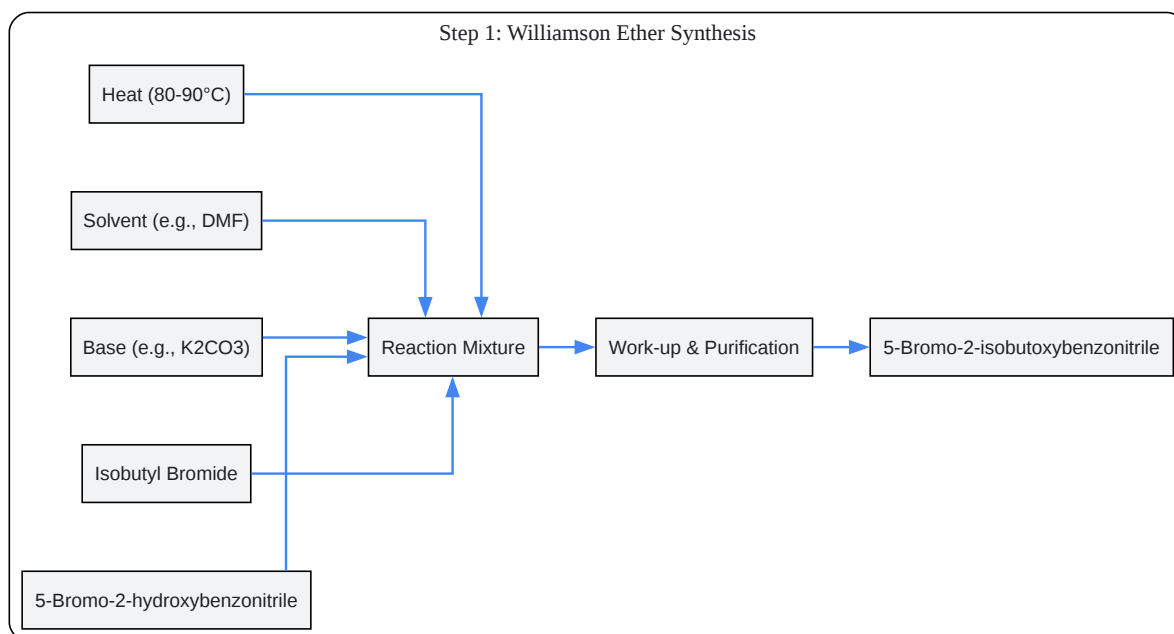 Step 1: Williamson Ether Synthesis
Heat (80-90°C)
Solvent (e.g., DMF)
Base (e.g., K2CO3)
Reaction Mixture
Work-up & Purification
5-Bromo-2-isobutoxybenzonitrile
Isobutyl Bromide
5-Bromo-2-hydroxybenzonitrile